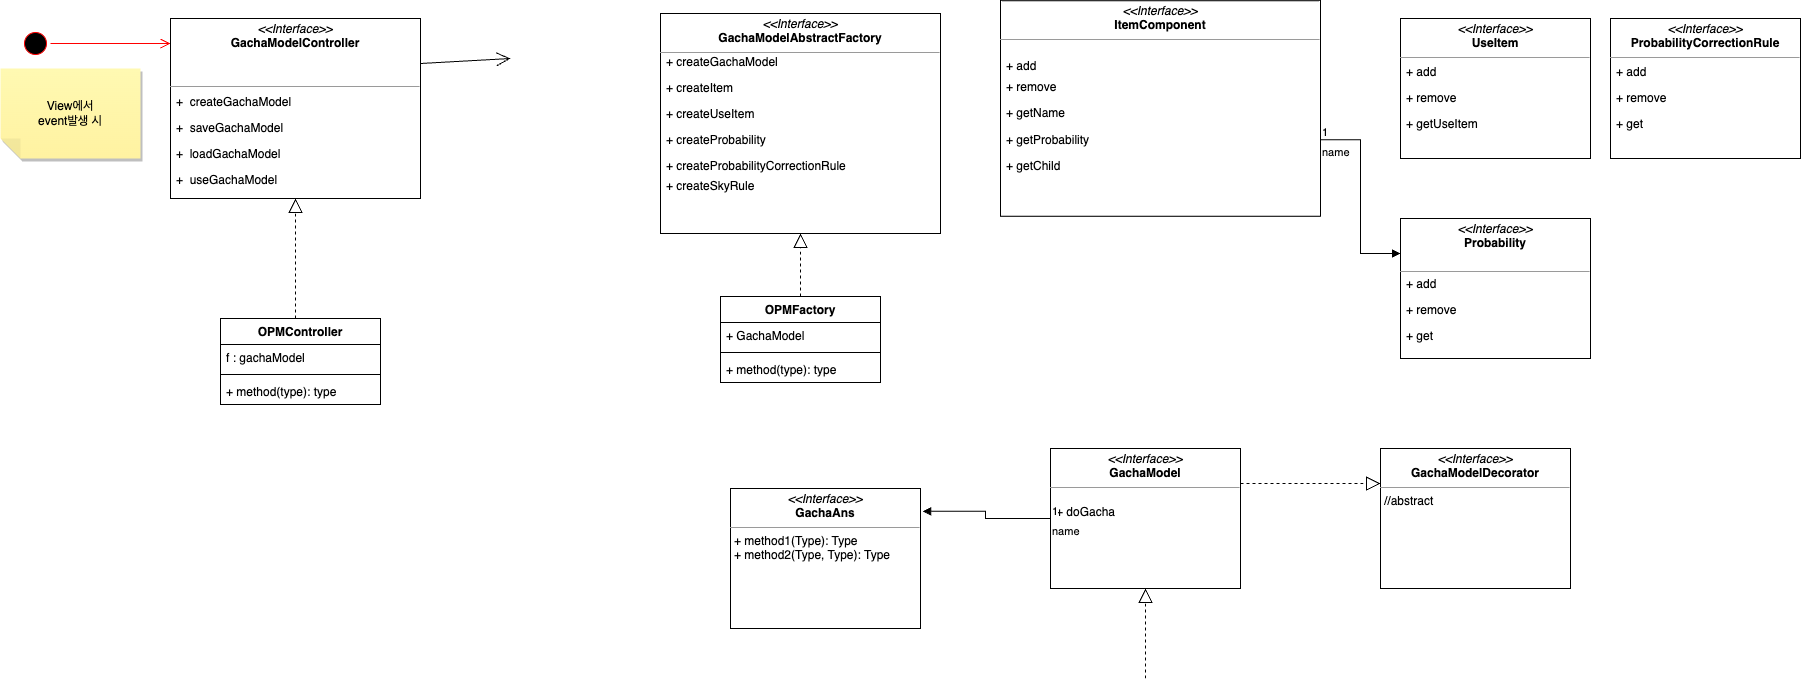 View에서
event발생 시
<<Interface>>
GachaModelController
+ createGachaModel
+ saveGachaModel
+ loadGachaModel
+ useGachaModel
OPMController
f : gachaModel
+ method(type): type
<<Interface>>
GachaModelAbstractFactory
+ createGachaModel
+ createItem
+ createUseItem
+ createProbability
+ createProbabilityCorrectionRule
+ createSkyRule
OPMFactory
+ GachaModel
+ method(type): type
<<Interface>>
ItemComponent
+ add
+ remove
+ getName
+ getProbability
+ getChild
1
name
<<Interface>>
UseItem
+ add
+ remove
+ getUseItem
<<Interface>>
ProbabilityCorrectionRule
+ add
+ remove
+ get
<<Interface>>
Probability
+ add
+ remove
+ get
<<Interface>>
GachaAns
+ method1(Type): Type
+ method2(Type, Type): Type
<<Interface>>
GachaModel
1
+ doGacha
name
<<Interface>>
GachaModelDecorator
//abstract